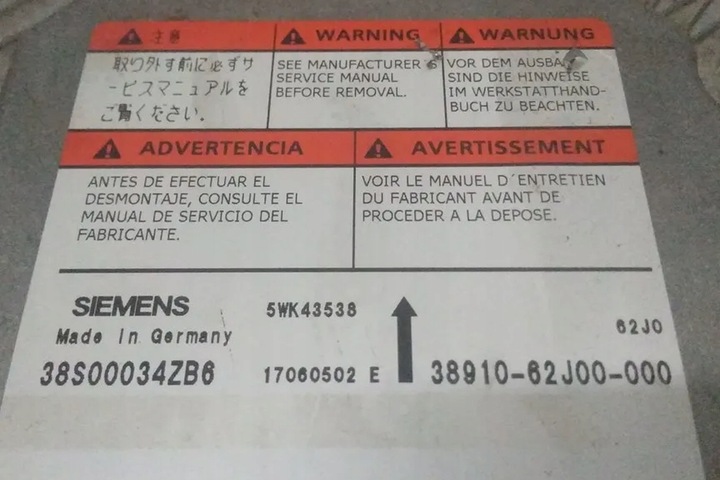 注意
取り外す前に必ずサ
ービスマニュアルを
ご覧ください.
WARNING
SEE MANUFACTURER'S
SERVICE MANUAL
BEFORE REMOVAL.
WARNUNG
VOR DEM AUSBAU
SIND DIE HINWEISE
IM WERKSTATTHAND-
BUCH ZU BEACHTEN.
ADVERTENCIA
ANTES DE EFECTUAR EL
DESMONTAJE, CONSULTE EL
MANUAL DE SERVICIO DEL
FABRICANTE.
AVERTISSEMENT
VOIR LE MANUEL D´ENTRETIEN
DU FABRICANT AVANT DE
PROCEDER A LA DEPOSE.
SIEMENS
Made in Germany
38S00034ZB6
5WK43538
17060502 E
62J0
38910-62J00-000